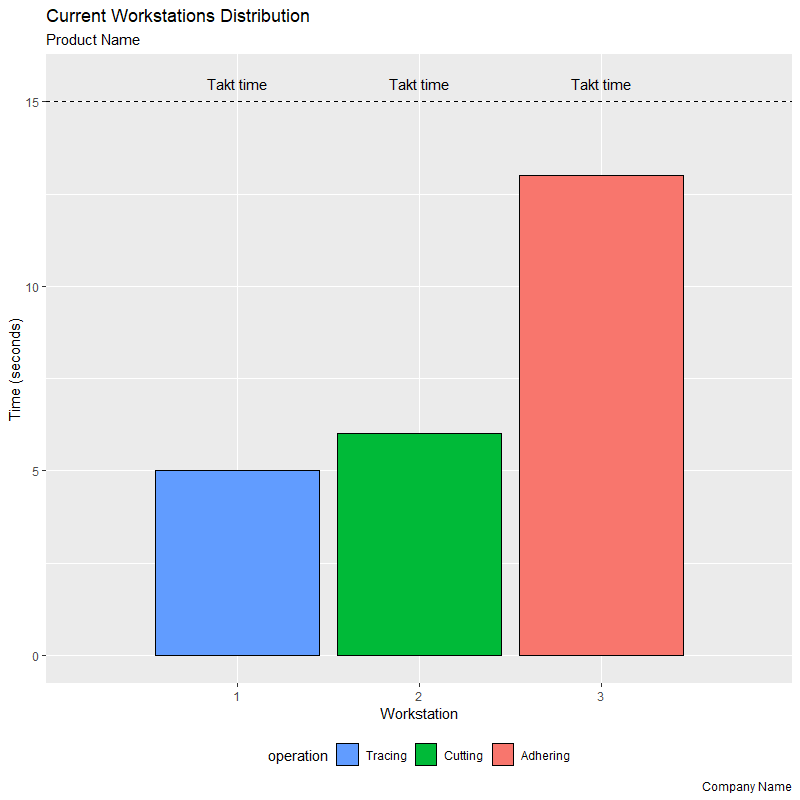 Current Workstations Distribution
Product Name
Takt time Takt time Takt time
15
10
5
0
Time (seconds)
1 2 3
Workstation
operation Tracing Cutting Adhering
Company Name